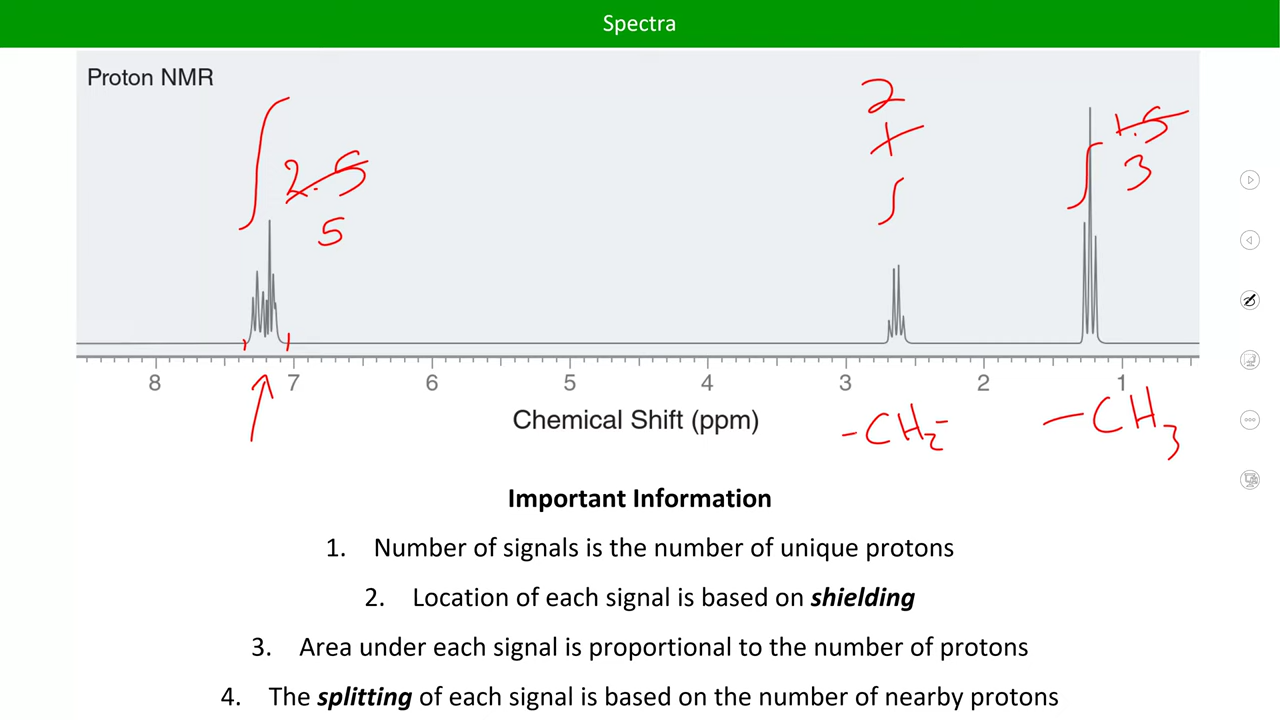 Spectra
Proton NMR
2
1
1.5
2.5
3
5
8 7 6 5 4 3 2 1
Chemical Shift (ppm)
-CH2-
-CH3
Important Information
1. Number of signals is the number of unique protons
2. Location of each signal is based on shielding
3. Area under each signal is proportional to the number of protons
4. The splitting of each signal is based on the number of nearby protons